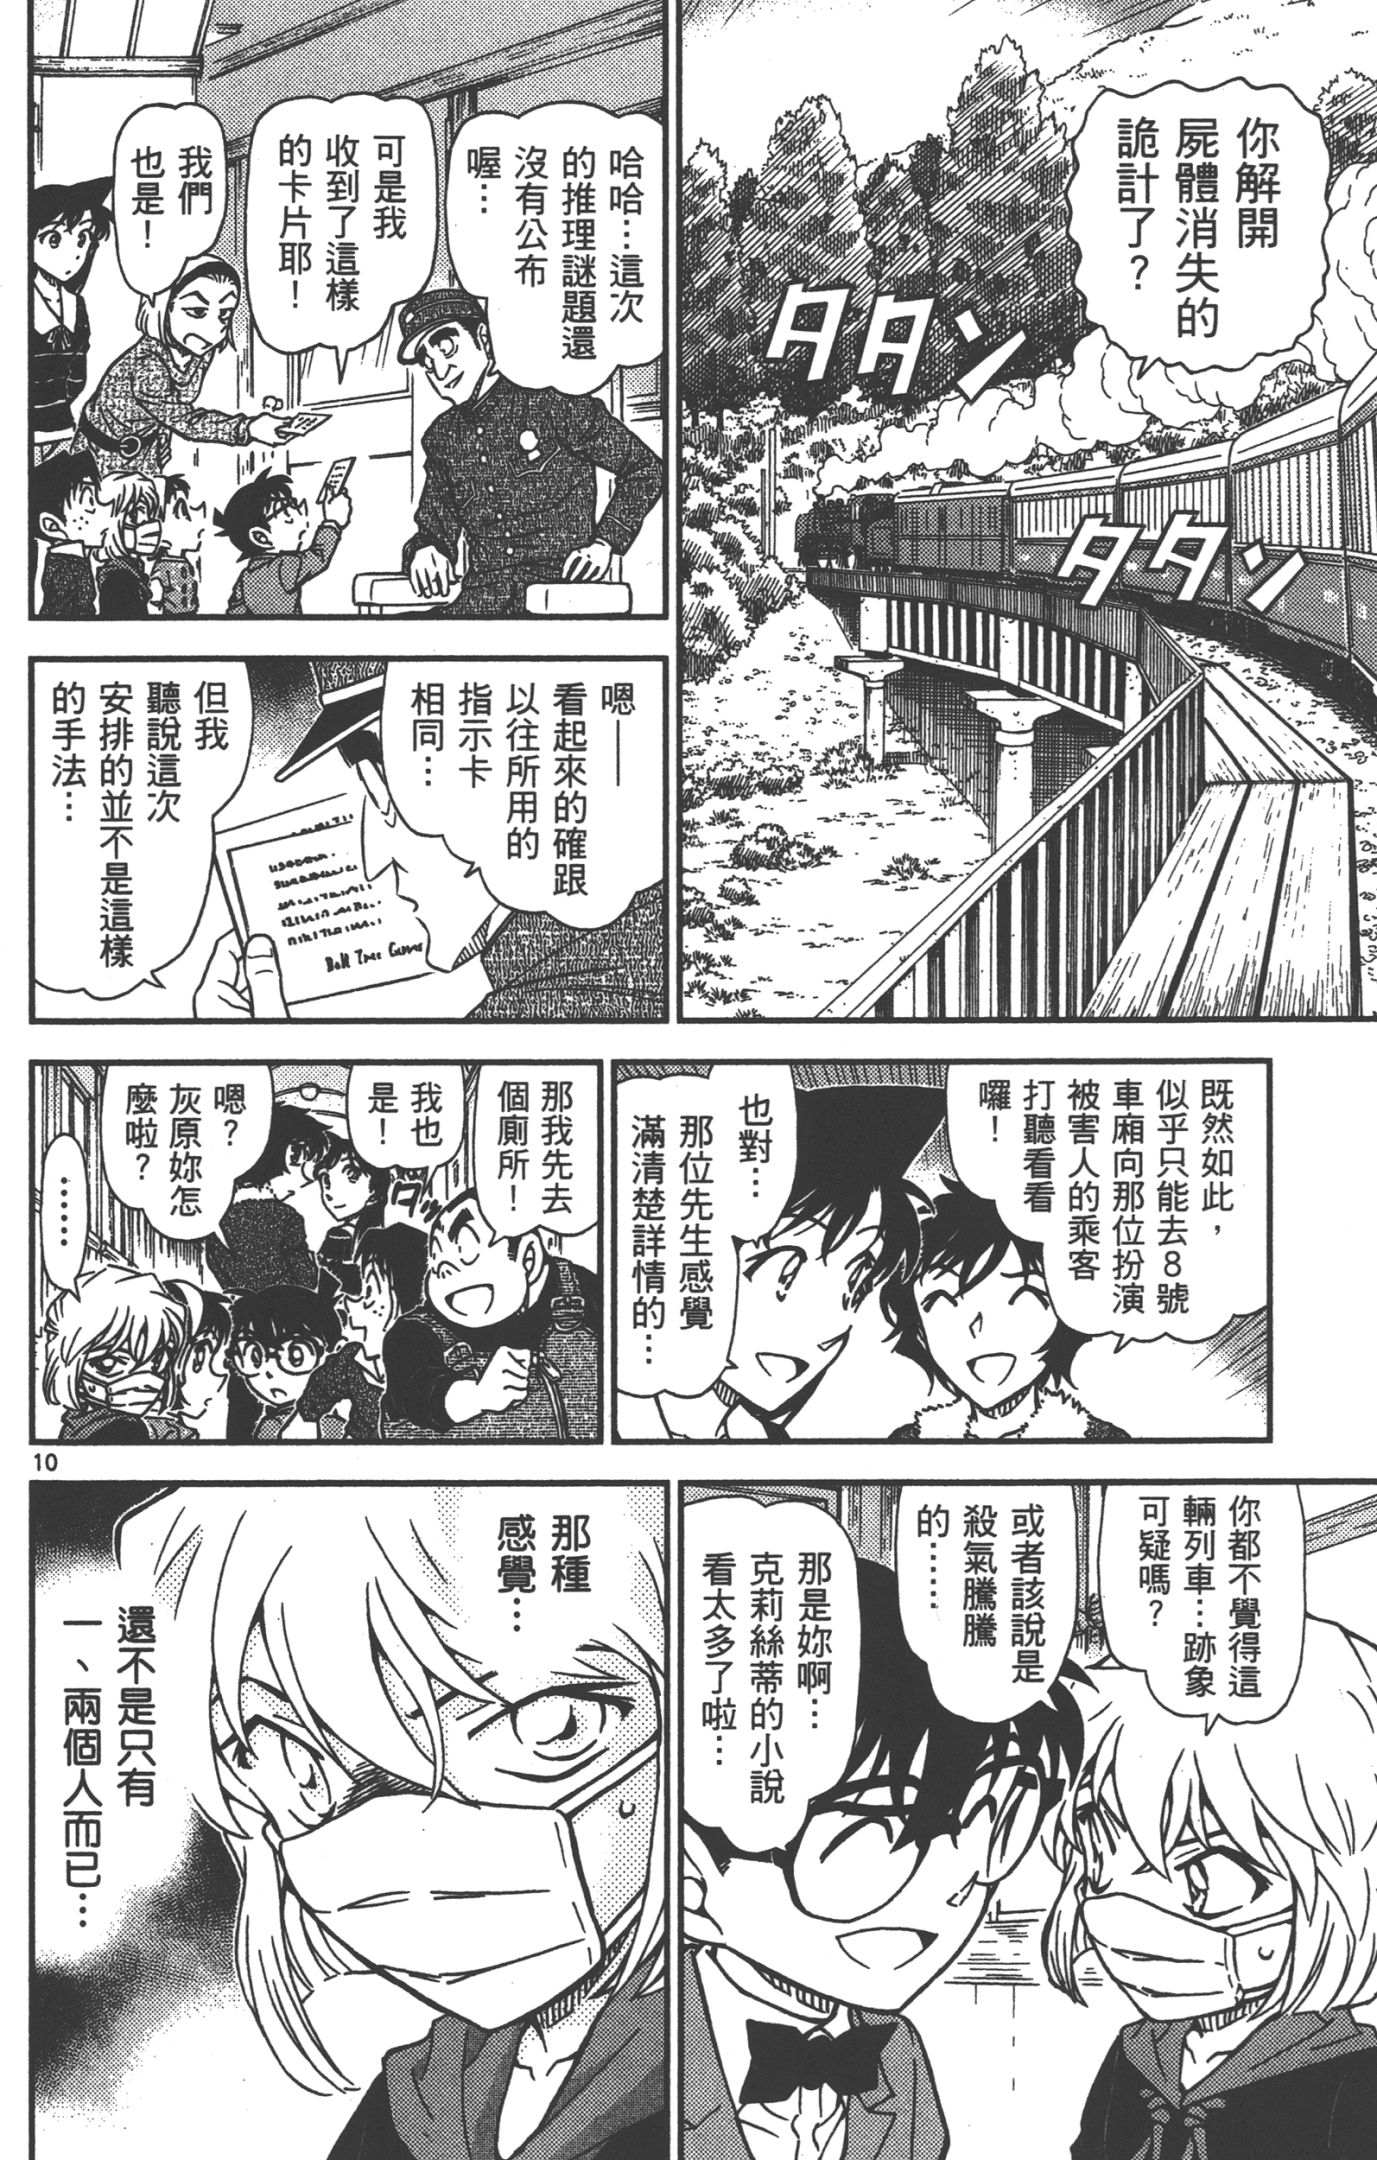 你解開
屍體消失的
詭計了？
タタン
タタン
哈哈…這次
的推理謎題還
沒有公布
喔…
可是我
收到了這樣
的卡片耶！
我們
也是！
嗯——
看起來的確跟
以往所用的
指示卡
相同…
Bell Tree
但我
聽說這次
安排的並不是這樣
的手法…
既然如此，
似乎只能去8號
車廂向那位扮演
被害人的乘客
打聽看看
囉！
也對…
那位先生感覺
滿清楚詳情的…
那我先去
個廁所！
我也
是！
ダッ
嗯？
灰原妳怎
麼啦？
……
你都不覺得這
輛列車…跡象
可疑嗎？
或者該說是
殺氣騰騰
的……
那是妳啊…
克莉絲蒂的小說
看太多了啦…
那種
感覺…
還不是只有
一、兩個人而已…
10